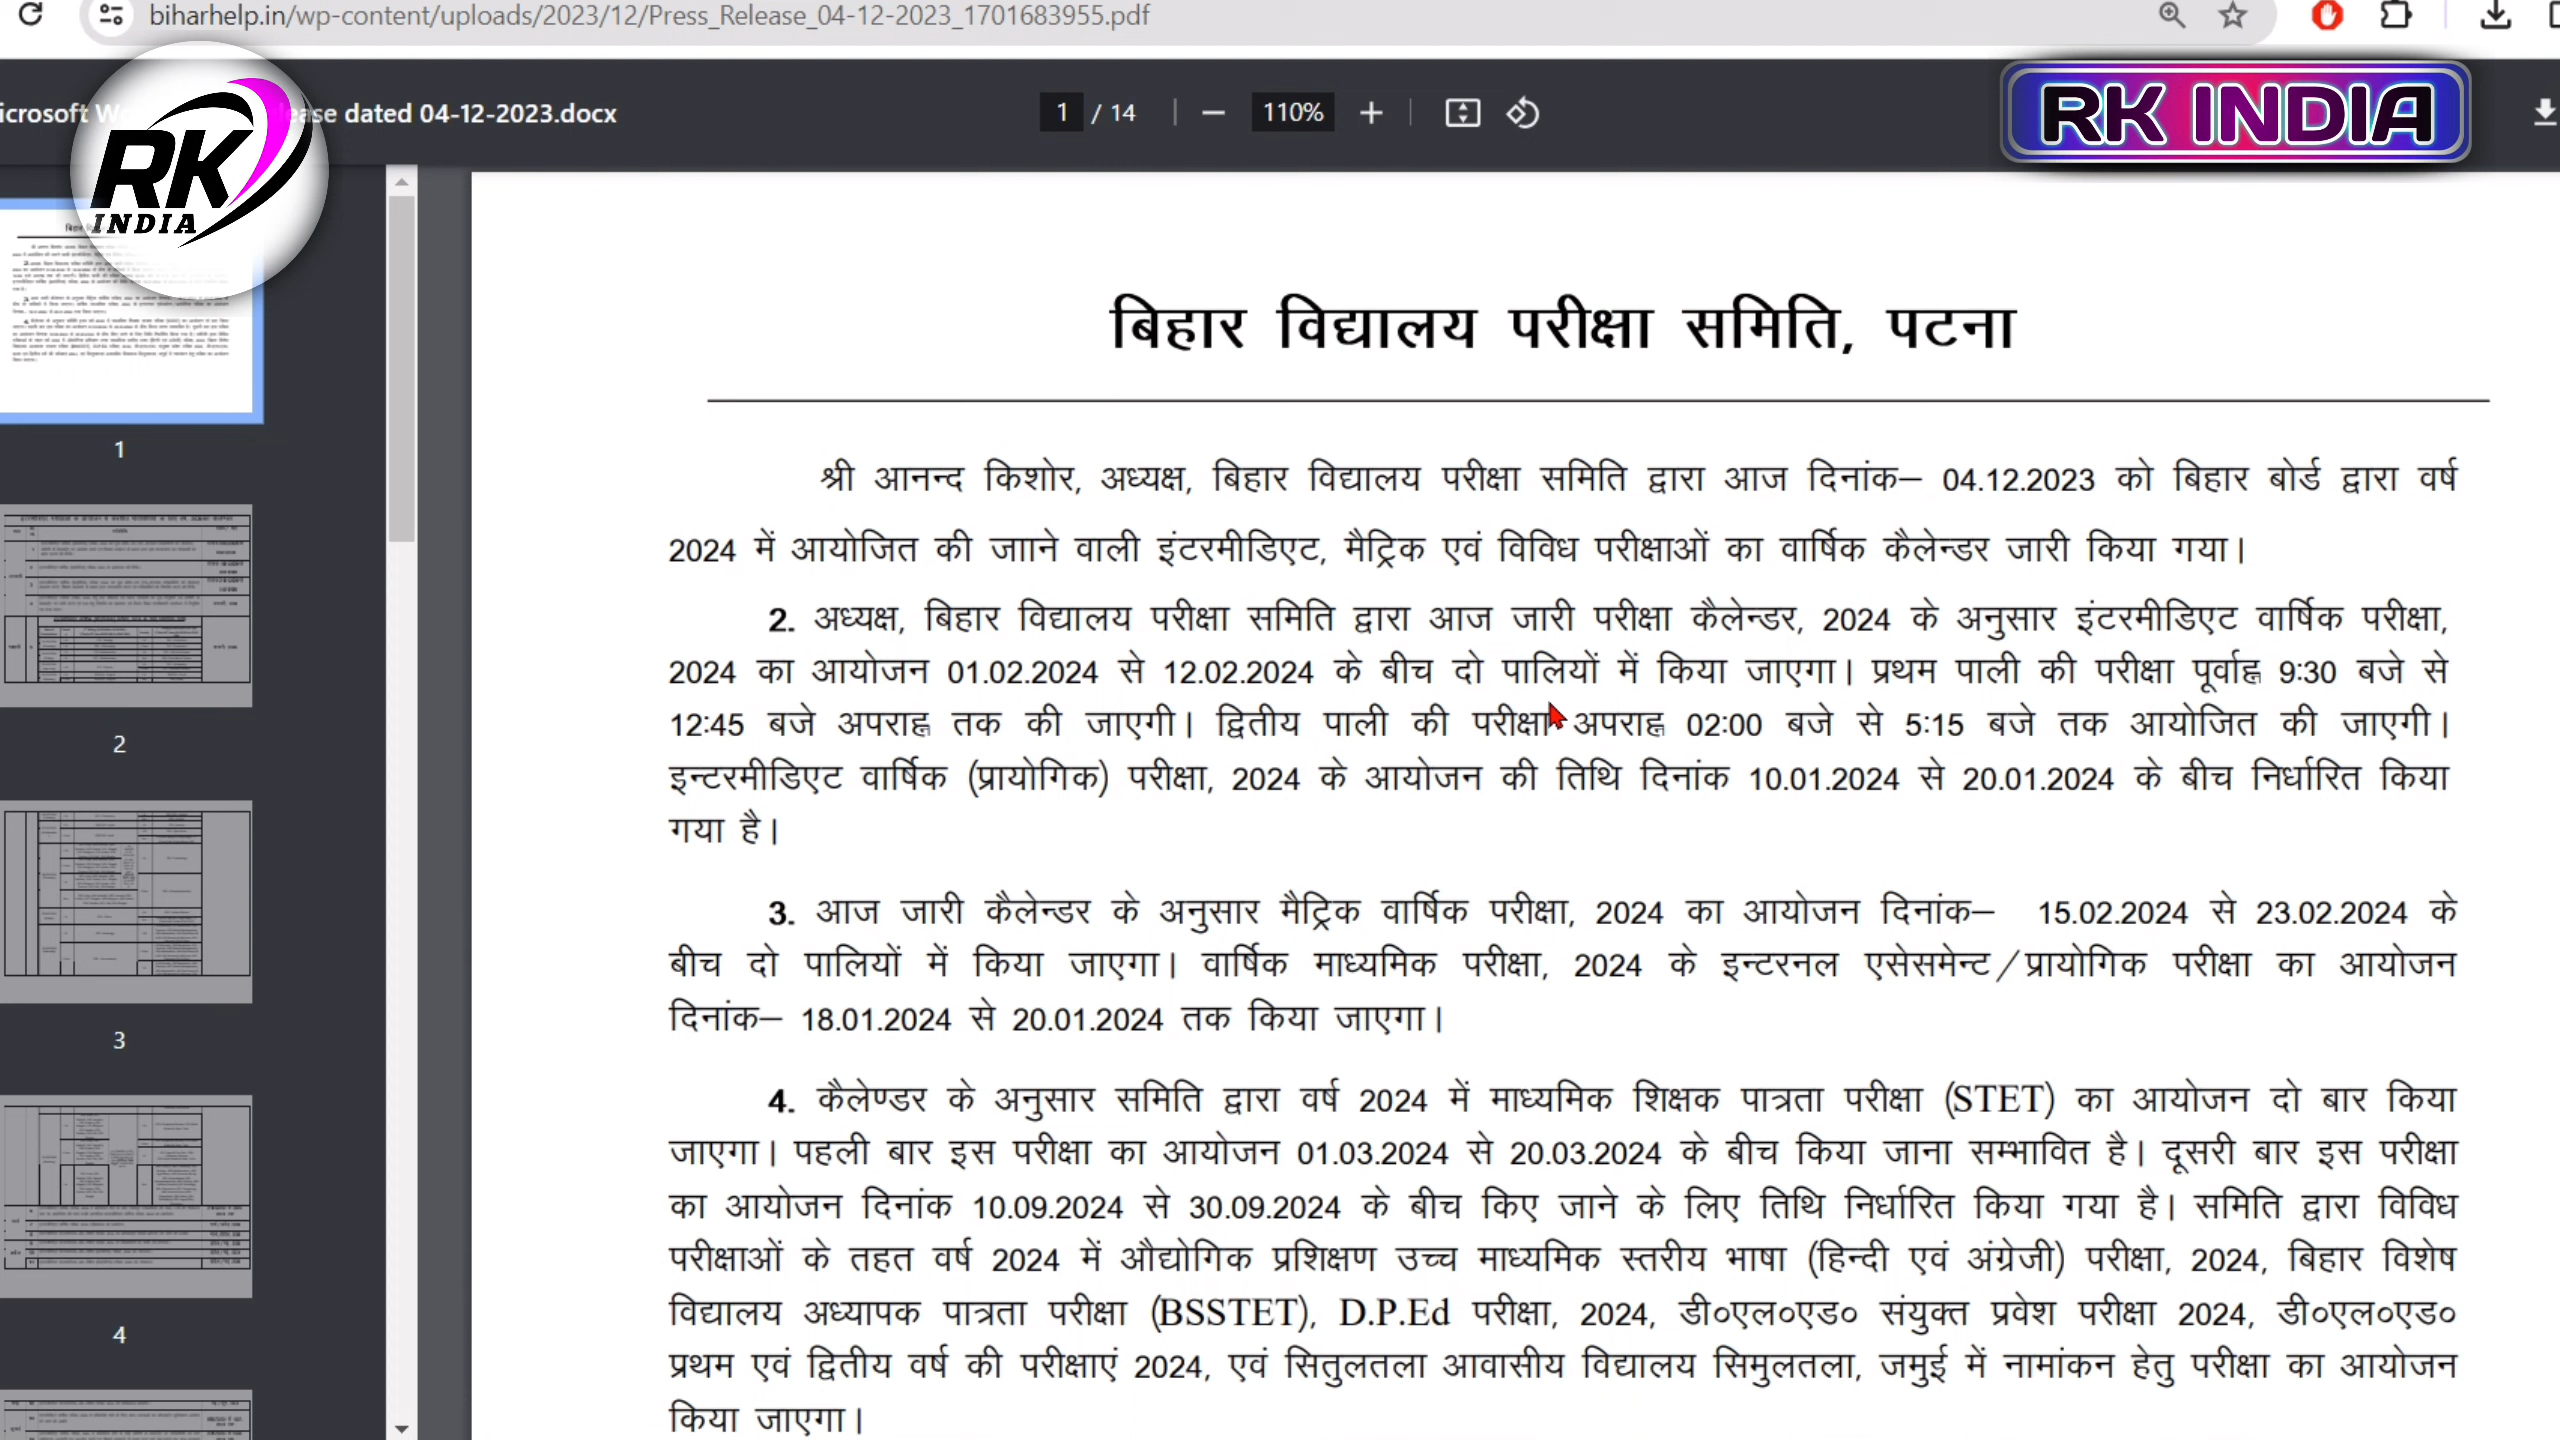 biharhelp.in/wp-content/uploads/2023/12/Press_Release_04-12-2023_1701683955.pdf
RK INDIA
RK INDIA
icrosoft W ease dated 04-12-2023.docx
1 / 14
110%
बिहार विद्यालय परीक्षा समिति, पटना
श्री आनन्द किशोर, अध्यक्ष, बिहार विद्यालय परीक्षा समिति द्वारा आज दिनांक– 04.12.2023 को बिहार बोर्ड द्वारा वर्ष
2024 में आयोजित की जााने वाली इंटरमीडिएट, मैट्रिक एवं विविध परीक्षाओं का वार्षिक कैलेन्डर जारी किया गया।
2. अध्यक्ष, बिहार विद्यालय परीक्षा समिति द्वारा आज जारी परीक्षा कैलेन्डर, 2024 के अनुसार इंटरमीडिएट वार्षिक परीक्षा,
2024 का आयोजन 01.02.2024 से 12.02.2024 के बीच दो पालियों में किया जाएगा। प्रथम पाली की परीक्षा पूर्वाह्न 9:30 बजे से
12:45 बजे अपराह्न तक की जाएगी। द्वितीय पाली की परीक्षा अपराह्न 02:00 बजे से 5:15 बजे तक आयोजित की जाएगी।
इन्टरमीडिएट वार्षिक (प्रायोगिक) परीक्षा, 2024 के आयोजन की तिथि दिनांक 10.01.2024 से 20.01.2024 के बीच निर्धारित किया
गया है।
3. आज जारी कैलेन्डर के अनुसार मैट्रिक वार्षिक परीक्षा, 2024 का आयोजन दिनांक– 15.02.2024 से 23.02.2024 के
बीच दो पालियों में किया जाएगा। वार्षिक माध्यमिक परीक्षा, 2024 के इन्टरनल एसेसमेन्ट/प्रायोगिक परीक्षा का आयोजन
दिनांक– 18.01.2024 से 20.01.2024 तक किया जाएगा।
4. कैलेण्डर के अनुसार समिति द्वारा वर्ष 2024 में माध्यमिक शिक्षक पात्रता परीक्षा (STET) का आयोजन दो बार किया
जाएगा। पहली बार इस परीक्षा का आयोजन 01.03.2024 से 20.03.2024 के बीच किया जाना सम्भावित है। दूसरी बार इस परीक्षा
का आयोजन दिनांक 10.09.2024 से 30.09.2024 के बीच किए जाने के लिए तिथि निर्धारित किया गया है। समिति द्वारा विविध
परीक्षाओं के तहत वर्ष 2024 में औद्योगिक प्रशिक्षण उच्च माध्यमिक स्तरीय भाषा (हिन्दी एवं अंग्रेजी) परीक्षा, 2024, बिहार विशेष
विद्यालय अध्यापक पात्रता परीक्षा (BSSTET), D.P.Ed परीक्षा, 2024, डी०एल०एड० संयुक्त प्रवेश परीक्षा 2024, डी०एल०एड०
प्रथम एवं द्वितीय वर्ष की परीक्षाएं 2024, एवं सितुलतला आवासीय विद्यालय सिमुलतला, जमुई में नामांकन हेतु परीक्षा का आयोजन
किया जाएगा।
1
2
3
4